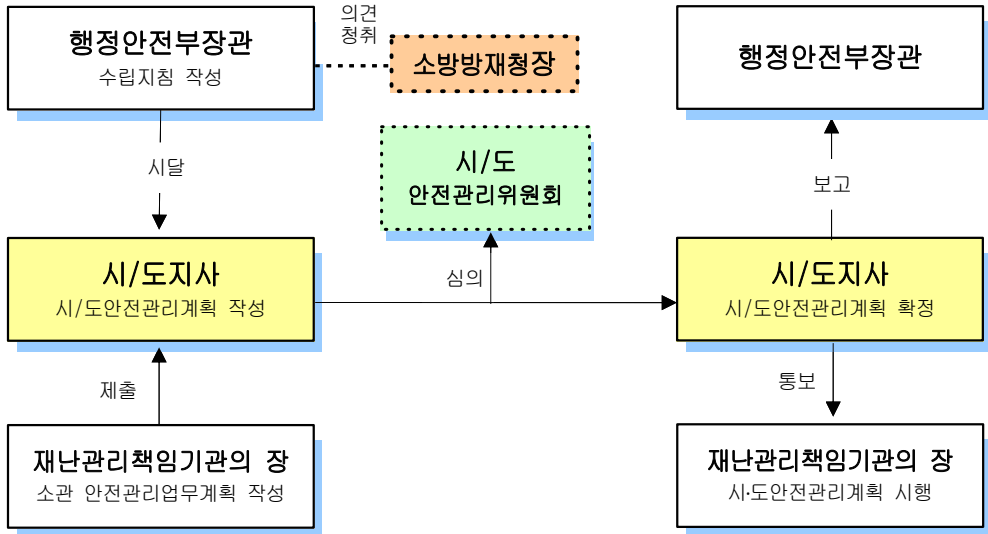 행정안전부장관
수립지침 작성
의견
청취
소방방재청장
행정안전부장관
시달
시/도
안전관리위원회
보고
시/도지사
시/도안전관리계획 작성
심의
시/도지사
시/도안전관리계획 확정
제출
통보
재난관리책임기관의 장
소관 안전관리업무계획 작성
재난관리책임기관의 장
시·도안전관리계획 시행